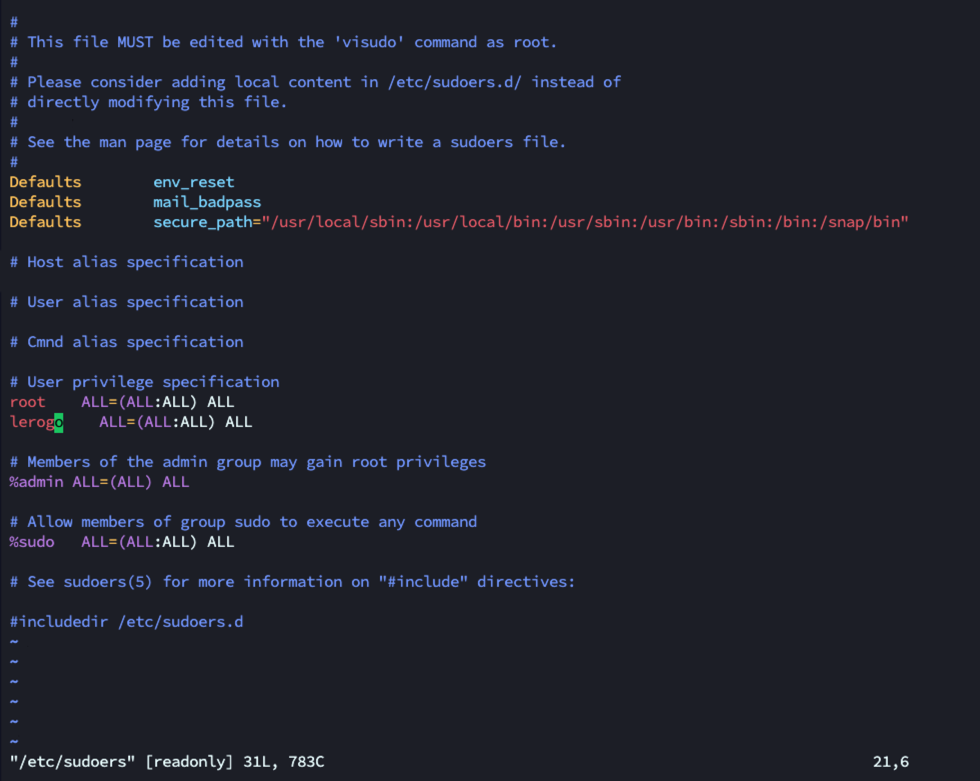 #
# This file MUST be edited with the 'visudo' command as root.
#
# Please consider adding local content in /etc/sudoers.d/ instead of
# directly modifying this file.
#
# See the man page for details on how to write a sudoers file.
#
Defaults        env_reset
Defaults        mail_badpass
Defaults        secure_path="/usr/local/sbin:/usr/local/bin:/usr/sbin:/usr/bin:/sbin:/bin:/snap/bin"

# Host alias specification

# User alias specification

# Cmnd alias specification

# User privilege specification
root    ALL=(ALL:ALL) ALL
lerogo    ALL=(ALL:ALL) ALL

# Members of the admin group may gain root privileges
%admin ALL=(ALL) ALL

# Allow members of group sudo to execute any command
%sudo   ALL=(ALL:ALL) ALL

# See sudoers(5) for more information on "#include" directives:

#includedir /etc/sudoers.d
~
~
~
~
~
~
"/etc/sudoers" [readonly] 31L, 783C                                                             21,6